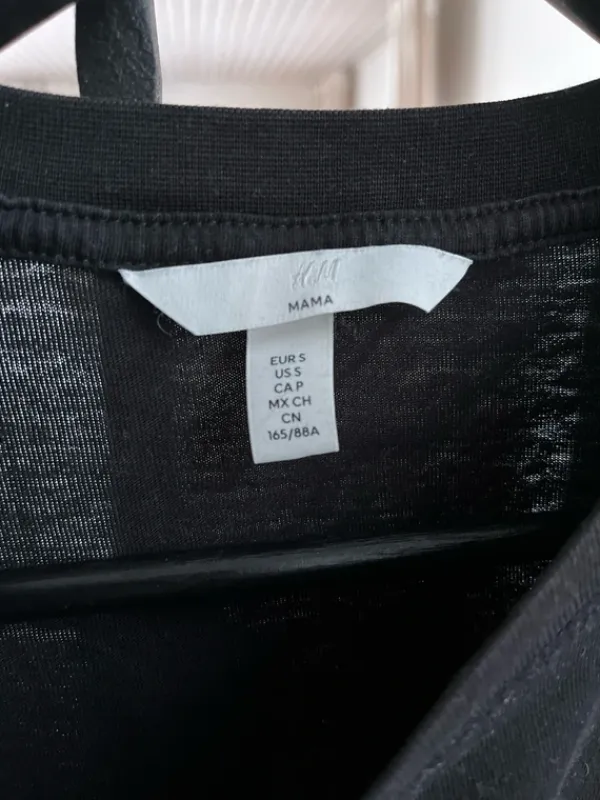 H&M
MAMA
EUR S
US S
CA P
MX CH
CN
165/88A